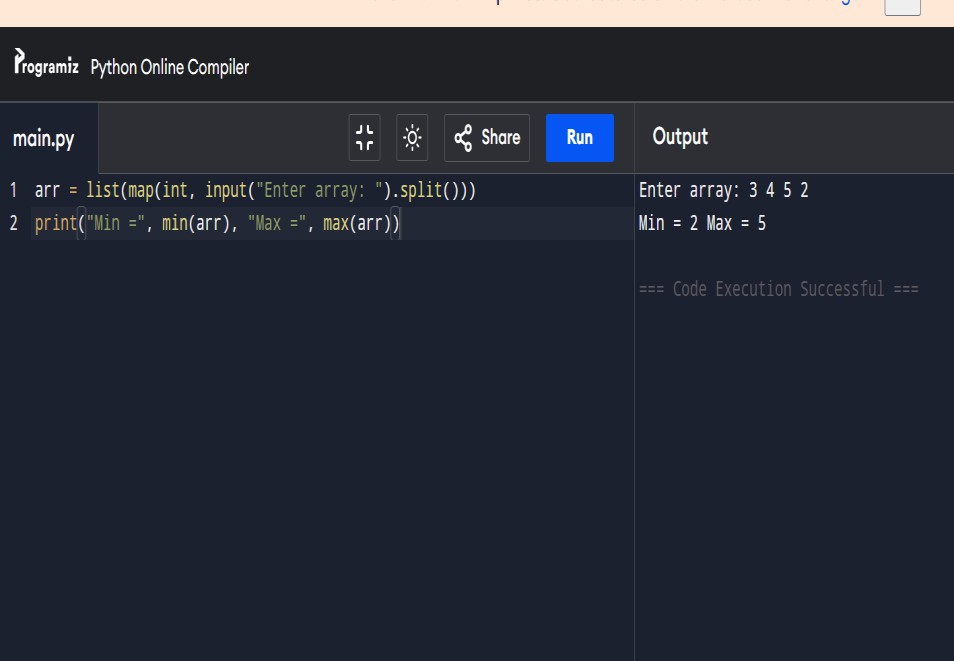 Programiz Python Online Compiler
main.py
Share
Run
Output
1 arr = list(map(int, input("Enter array: ").split()))
2 print("Min =", min(arr), "Max =", max(arr))
Enter array: 3 4 5 2
Min = 2 Max = 5
=== Code Execution Successful ===